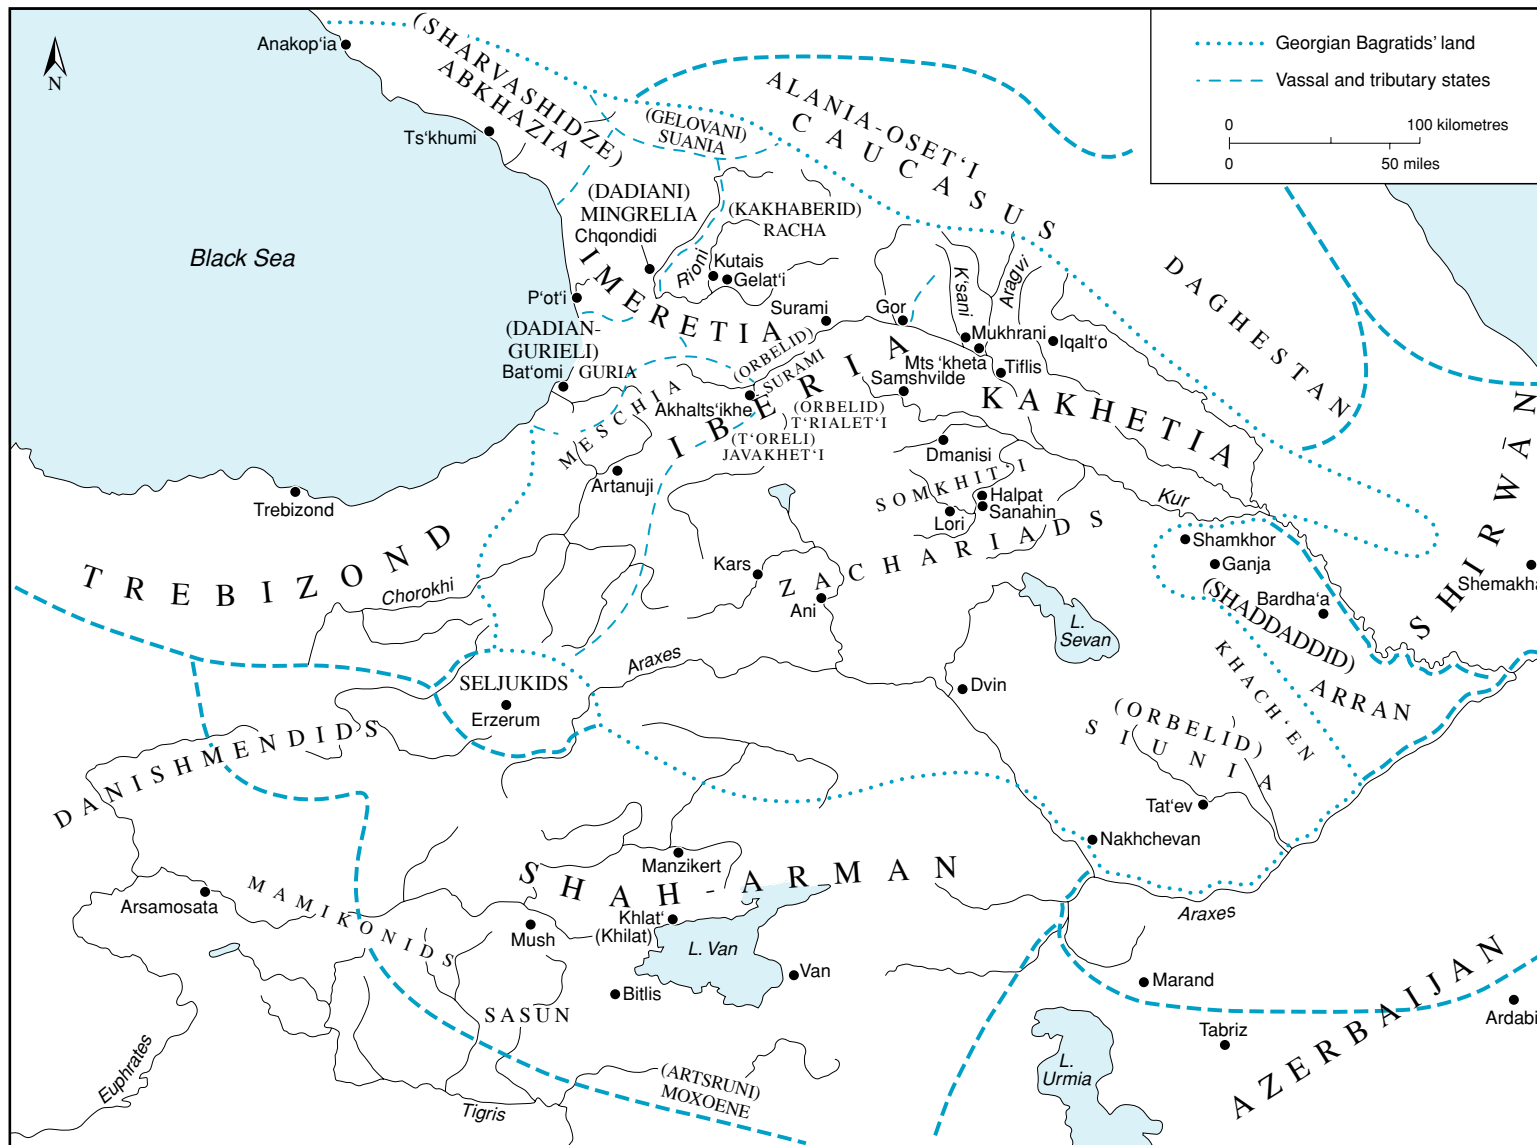 Georgian Bagratids' land
Vassal and tributary states
0 100 kilometres
0 50 miles
N
Anakop'ia
(SHARVASHIDZE)
ABKHAZIA
Ts'khumi
(GELOVANI)
SUANIA
ALANIA-OSET'I
CAUCASUS
(DADIANI)
MINGRELIA
Chqondidi
(KAKHABERID)
RACHA
Black Sea
Rioni
Kutais
Gelat'i
K'sani
Aragvi
DAGHESTAN
P'ot'i
IMERETIA
Surami
Gor
Mukhrani
Iqalt'o
(DADIAN-
GURIELI)
GURIA
Bat'omi
(ORBELID)
SURAMI
Mts 'kheta
Tiflis
Samshvilde
MESCHIA
Akhalts'ikhe
IBERIA
(ORBELID)
T'RIALET'I
KAKHETIA
(T'ORELI)
JAVAKHET'I
Dmanisi
Artanuji
SOMKHIT'I
Halpat
Sanahin
Lori
Kur
Trebizond
TREBIZOND
SHIRWĀN
Shamkhor
Ganja
Shemakha
Kars
ZACHARIADS
Chorokhi
Ani
Bardha'a
(SHADDADDID)
ARRAN
L.
Sevan
Araxes
KHACH'EN
SELJUKIDS
Erzerum
Dvin
(ORBELID)
SIUNIA
DANISHMENDIDS
Tat'ev
Nakhchevan
Manzikert
SHAH-ARMAN
Arsamosata
MAMIKONIDS
Khlat'
(Khilat)
Mush
L. Van
Araxes
Van
Bitlis
Marand
SASUN
AZERBAIJAN
Ardabi
Tabriz
Euphrates
L.
Urmia
(ARTSRUNI)
MOXOENE
Tigris